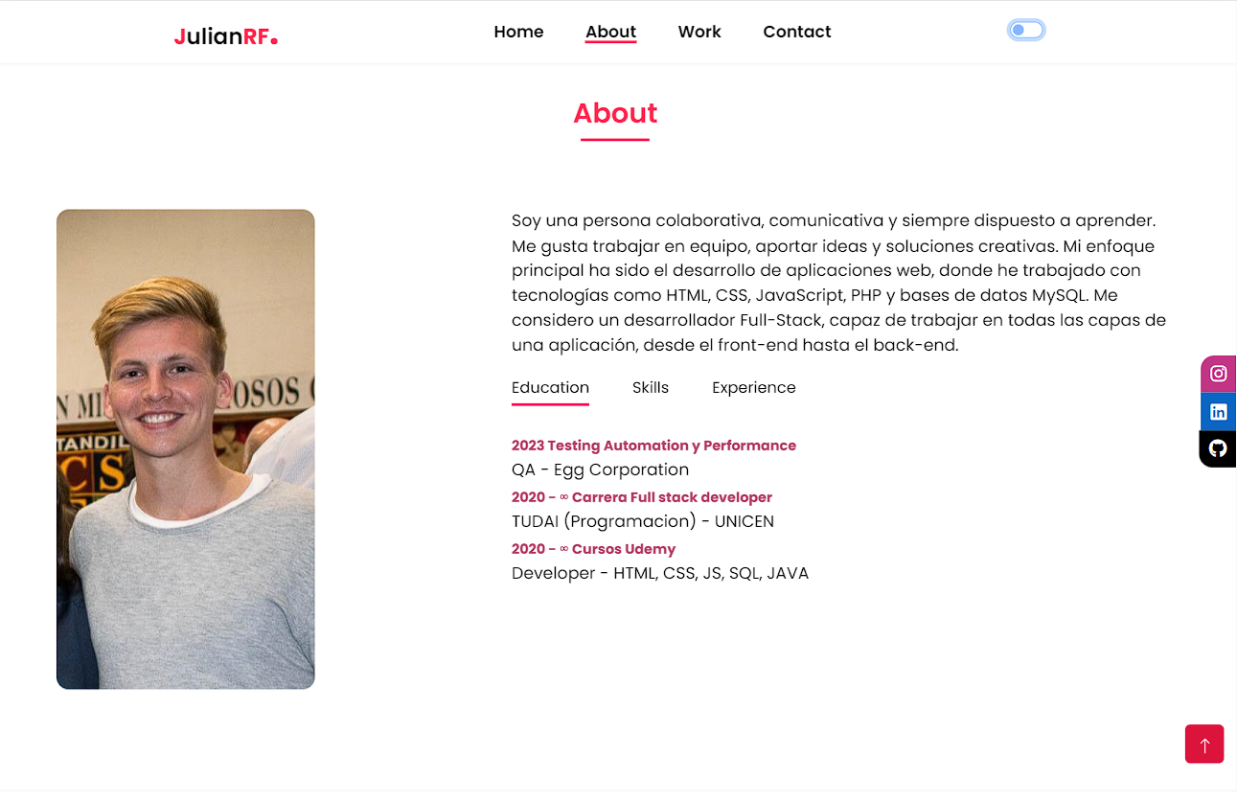 JulianRF.
Home About Work Contact
About
Soy una persona colaborativa, comunicativa y siempre dispuesto a aprender.
Me gusta trabajar en equipo, aportar ideas y soluciones creativas. Mi enfoque
principal ha sido el desarrollo de aplicaciones web, donde he trabajado con
tecnologías como HTML, CSS, JavaScript, PHP y bases de datos MySQL. Me
considero un desarrollador Full-Stack, capaz de trabajar en todas las capas de
una aplicación, desde el front-end hasta el back-end.
Education Skills Experience
2023 Testing Automation y Performance
QA - Egg Corporation
2020 - ∞ Carrera Full stack developer
TUDAI (Programacion) - UNICEN
2020 - ∞ Cursos Udemy
Developer - HTML, CSS, JS, SQL, JAVA
N MI OSOS
TANDIL
CS
in